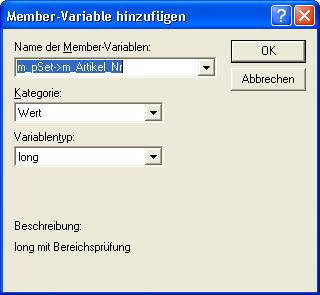 Member-Variable hinzufügen
Name der Member-Variablen:
m_pSet->m_Artikel_Nr
OK
Abbrechen
Kategorie:
Wert
Variablentyp:
long
Beschreibung:
long mit Bereichsprüfung